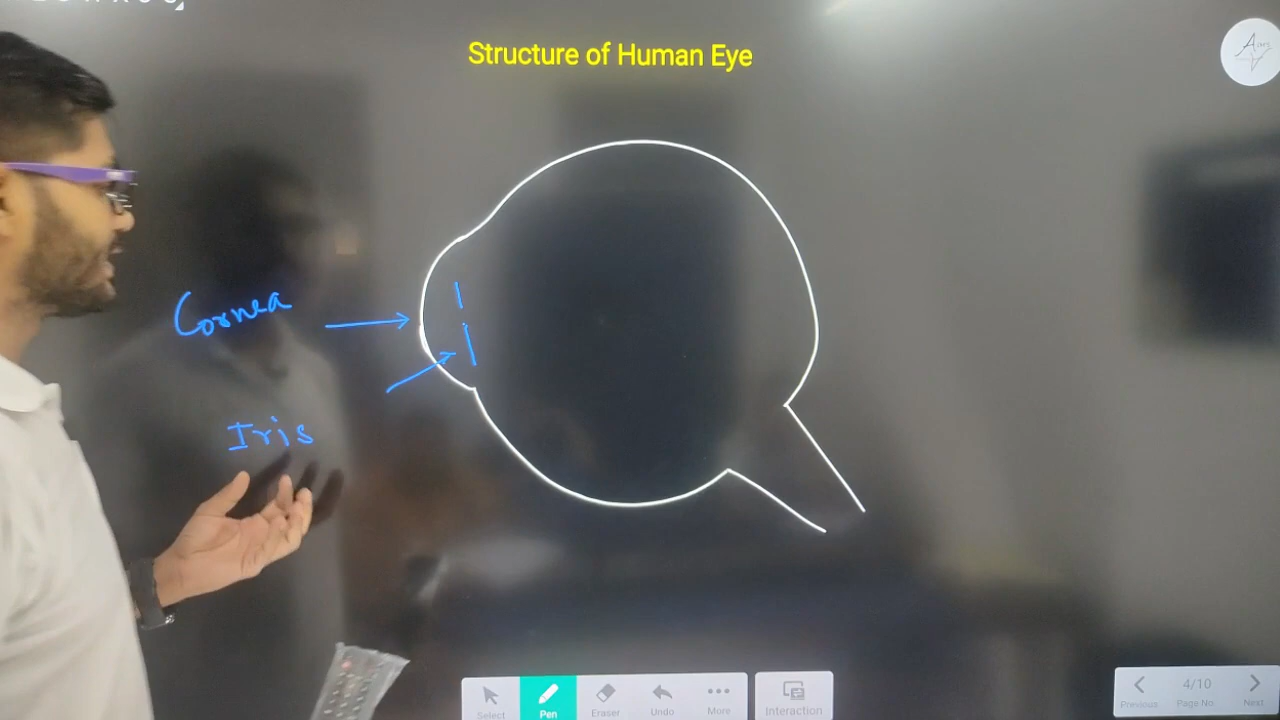 Structure of Human Eye
Cornea
Iris
Select
Pen
Eraser
Undo
More
Interaction
Previous
4/10
Page No.
Next